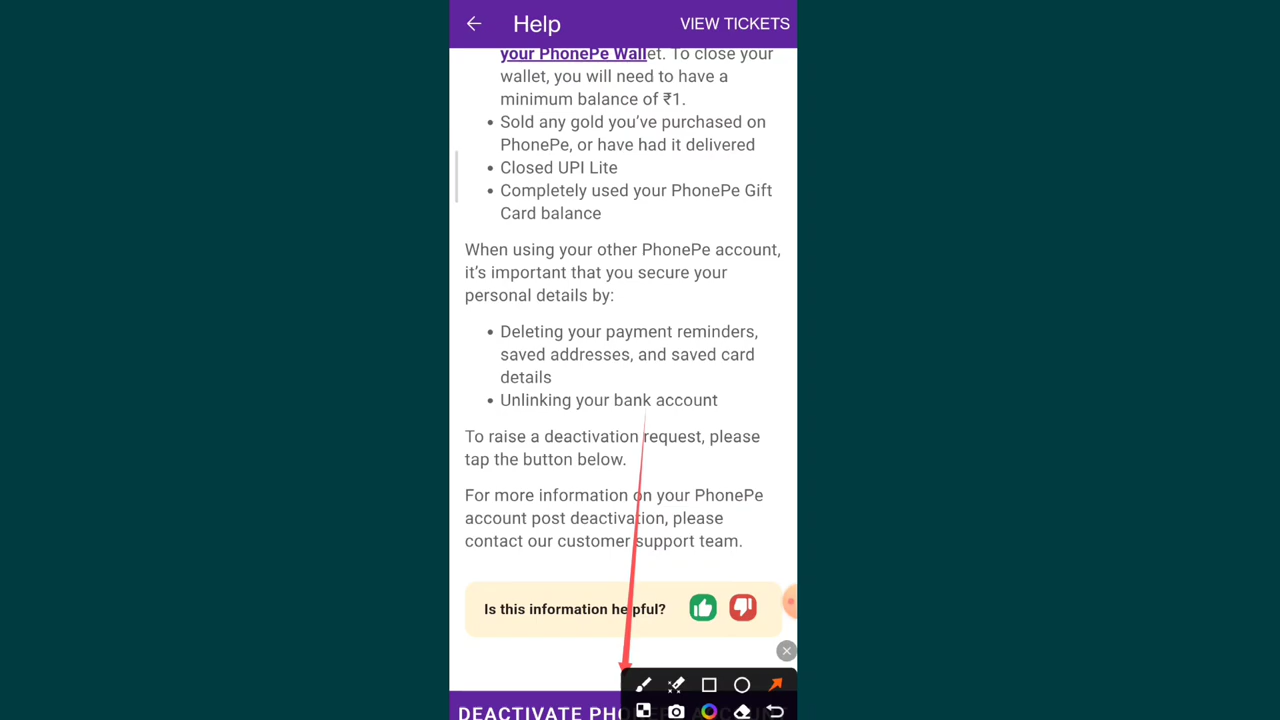 Help
VIEW TICKETS
your PhonePe Wallet. To close your
wallet, you will need to have a
minimum balance of ₹1.
• Sold any gold you’ve purchased on
PhonePe, or have had it delivered
• Closed UPI Lite
• Completely used your PhonePe Gift
Card balance
When using your other PhonePe account,
it’s important that you secure your
personal details by:
• Deleting your payment reminders,
saved addresses, and saved card
details
• Unlinking your bank account
To raise a deactivation request, please
tap the button below.
For more information on your PhonePe
account post deactivation, please
contact our customer support team.
Is this information helpful?
DEACTIVATE